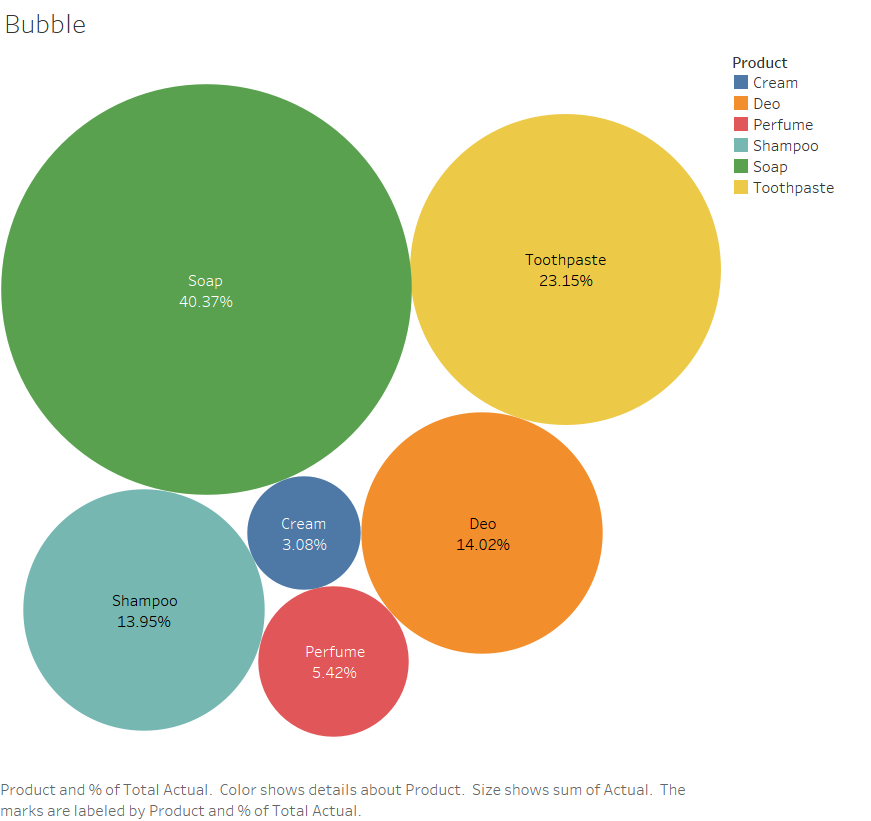 Bubble
Product
Cream
Deo
Perfume
Shampoo
Soap
Toothpaste
Soap
40.37%
Toothpaste
23.15%
Cream
3.08%
Deo
14.02%
Shampoo
13.95%
Perfume
5.42%
Product and % of Total Actual.  Color shows details about Product.  Size shows sum of Actual.  The
marks are labeled by Product and % of Total Actual.